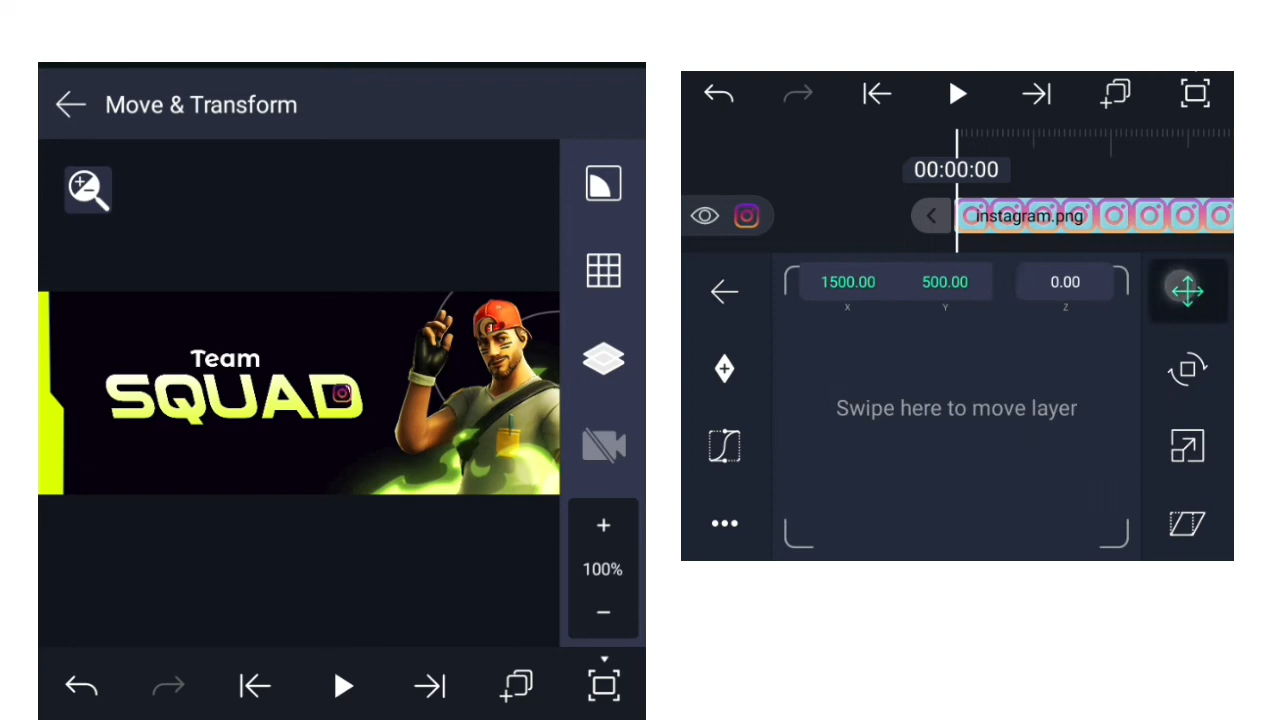 Move & Transform
Team
SQUAD
100%
00:00:00
instagram.png
1500.00 500.00 0.00
X Y Z
Swipe here to move layer